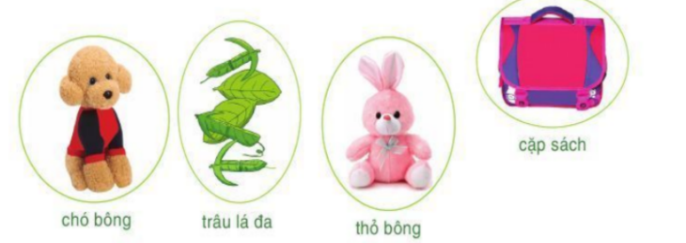 chó bông
trâu lá đa
thỏ bông
cặp sách